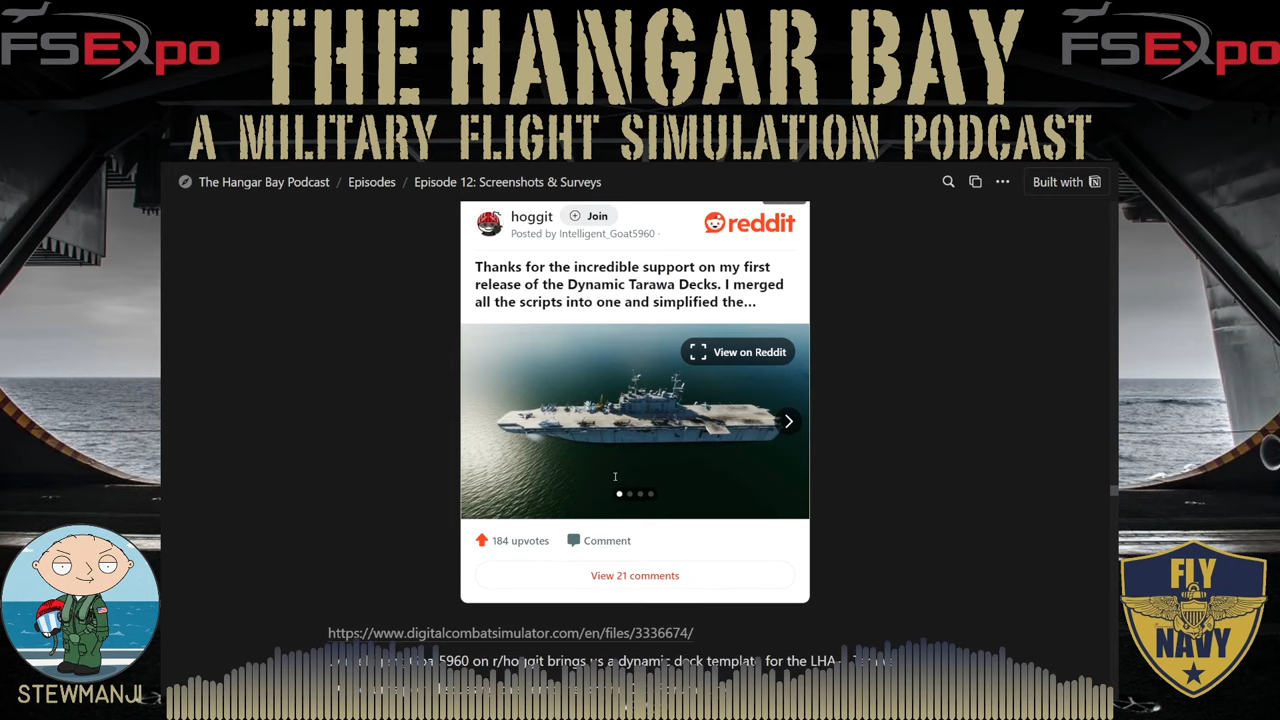 FSExpo
THE HANGAR BAY
FSExpo
A MILITARY FLIGHT SIMULATION PODCAST
The Hangar Bay Podcast / Episodes / Episode 12: Screenshots & Surveys
Built with
hoggit
Join
reddit
Posted by Intelligent_Goat5960 ·
Thanks for the incredible support on my first
release of the Dynamic Tarawa Decks. I merged
all the scripts into one and simplified the...
View on Reddit
184 upvotes
Comment
View 21 comments
https://www.digitalcombatsimulator.com/en/files/3336674/
5960 on r/hoggit brings us a dynamic deck template for the LHA-
STEWMANJI
FLY
NAVY